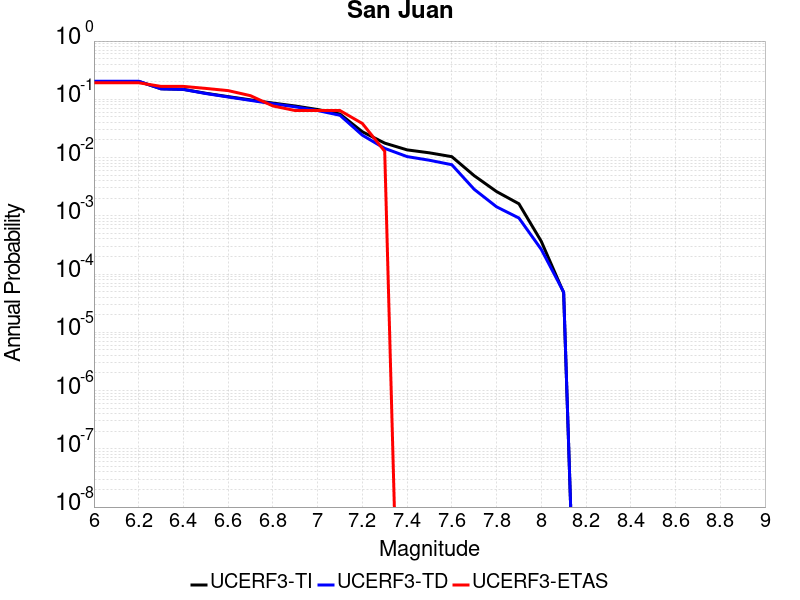 San Juan
Annual Probability
10^0
10^-1
10^-2
10^-3
10^-4
10^-5
10^-6
10^-7
10^-8
6 6.2 6.4 6.6 6.8 7 7.2 7.4 7.6 7.8 8 8.2 8.4 8.6 8.8 9
Magnitude
UCERF3-TI UCERF3-TD UCERF3-ETAS